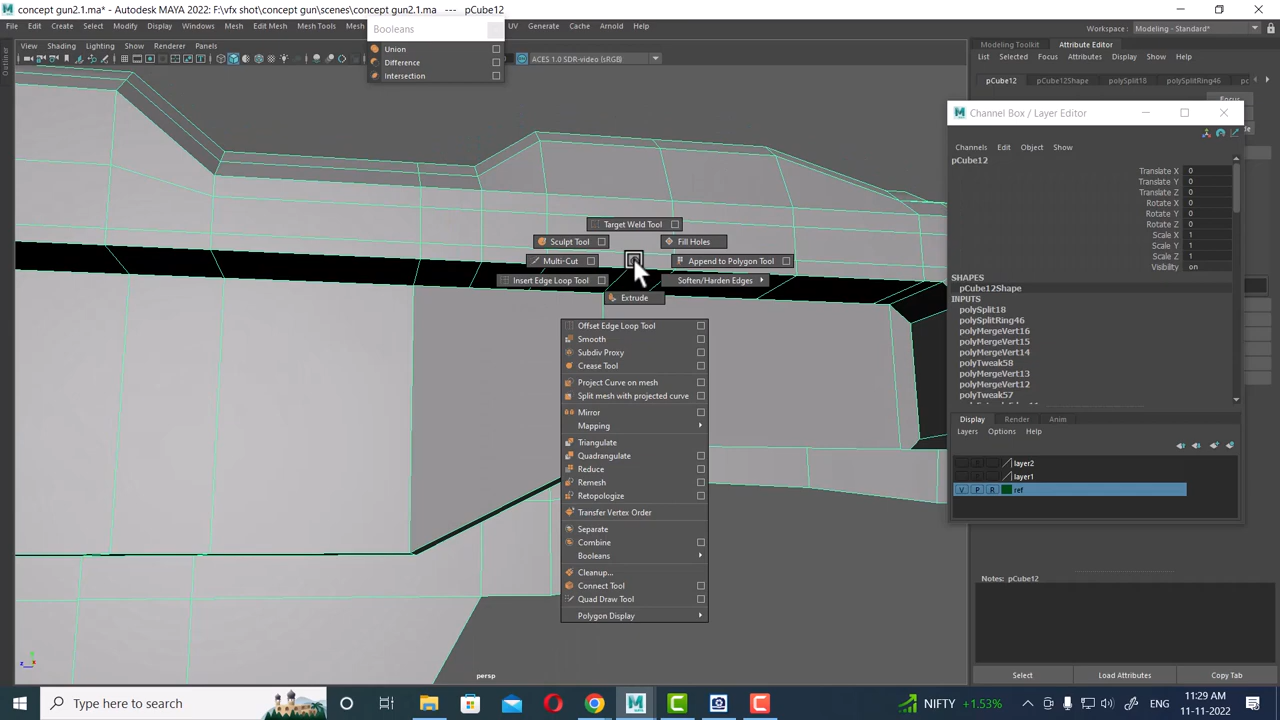 concept gun2.1.ma* - Autodesk MAYA 2022: F:\vfx shot\concept gun\scenes\concept gun2.1.ma --- pCube12
File Edit Create Select Modify Display Windows Mesh Edit Mesh Mesh Tools
UV Generate Cache Arnold Help
Workspace : Modeling - Standard*
Booleans
Union
Difference
Intersection
View Shading Lighting Show Renderer Panels
ACES 1.0 SDR-video (sRGB)
Outliner
Modeling Toolkit Attribute Editor
List Selected Focus Attributes Display Show Help
pCube12 pCube12Shape polySplit18 polySplitRing46 pc
Focus
Channel Box / Layer Editor
Channels Edit Object Show
pCube12
Translate X 0
Translate Y 0
Translate Z 0
Rotate X 0
Rotate Y 0
Rotate Z 0
Scale X 1
Scale Y 1
Scale Z 1
Visibility on
SHAPES
pCube12Shape
INPUTS
polySplit18
polySplitRing46
polyMergeVert16
polyMergeVert15
polyMergeVert14
polyTweak58
polyMergeVert13
polyMergeVert12
polyTweak57
Display Render Anim
Layers Options Help
layer2
layer1
V P R ref
Target Weld Tool
Sculpt Tool Fill Holes
Multi-Cut Append to Polygon Tool
Insert Edge Loop Tool Soften/Harden Edges
Extrude
Offset Edge Loop Tool
Smooth
Subdiv Proxy
Crease Tool
Project Curve on mesh
Split mesh with projected curve
Mirror
Mapping
Triangulate
Quadrangulate
Reduce
Remesh
Retopologize
Transfer Vertex Order
Separate
Combine
Booleans
Cleanup...
Connect Tool
Quad Draw Tool
Polygon Display
persp
Notes: pCube12
Select Load Attributes Copy Tab
Type here to search
NIFTY +1.53%
ENG
11:29 AM
11-11-2022